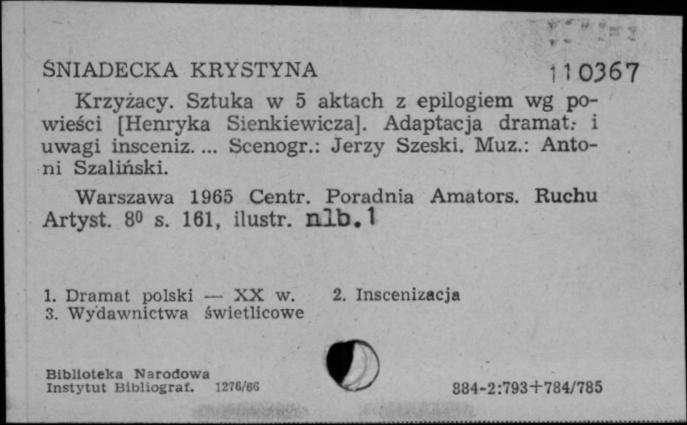 ŚNIADECKA KRYSTYNA 110367
Krzyżacy. Sztuka w 5 aktach z epilogiem wg po-
wieści [Henryka Sienkiewicza]. Adaptacja dramat. i
uwagi insceniz. ... Scenogr.: Jerzy Szeski. Muz.: Anto-
ni Szaliński.
Warszawa 1965 Centr. Poradnia Amators. Ruchu
Artyst. 8⁰ s. 161, ilustr. nlb. 1
1. Dramat polski — XX w. 2. Inscenizacja
3. Wydawnictwa świetlicowe
Biblioteka Narodowa
Instytut Bibliograf. 1276/66 884-2:793+784/785